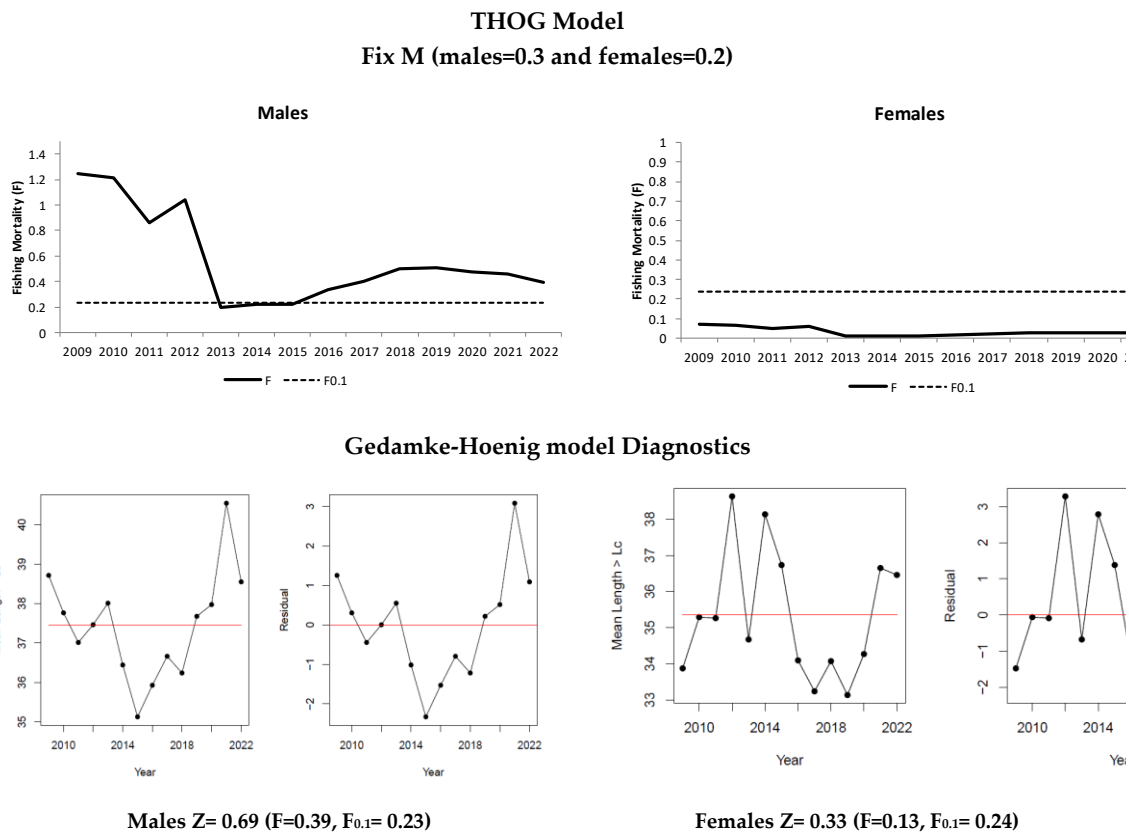 THOG Model
Fix M (males=0.3 and females=0.2)
Males
Fishing Mortality (F)
1.4
1.2
1
0.8
0.6
0.4
0.2
0
2009 2010 2011 2012 2013 2014 2015 2016 2017 2018 2019 2020 2021 2022
F F0.1
Females
Fishing Mortality (F)
1
0.9
0.8
0.7
0.6
0.5
0.4
0.3
0.2
0.1
0
2009 2010 2011 2012 2013 2014 2015 2016 2017 2018 2019 2020
F F0.1
Gedamke-Hoenig model Diagnostics
40
39
38
37
36
35
2010 2014 2018 2022
Year
Residual
3
2
1
0
−1
−2
2010 2014 2018 2022
Year
Mean Length > Lc
38
37
36
35
34
33
2010 2014 2018 2022
Year
Residual
3
2
1
0
−1
−2
2010 2014
Males Z= 0.69 (F=0.39, F0.1= 0.23)
Females Z= 0.33 (F=0.13, F0.1= 0.24)